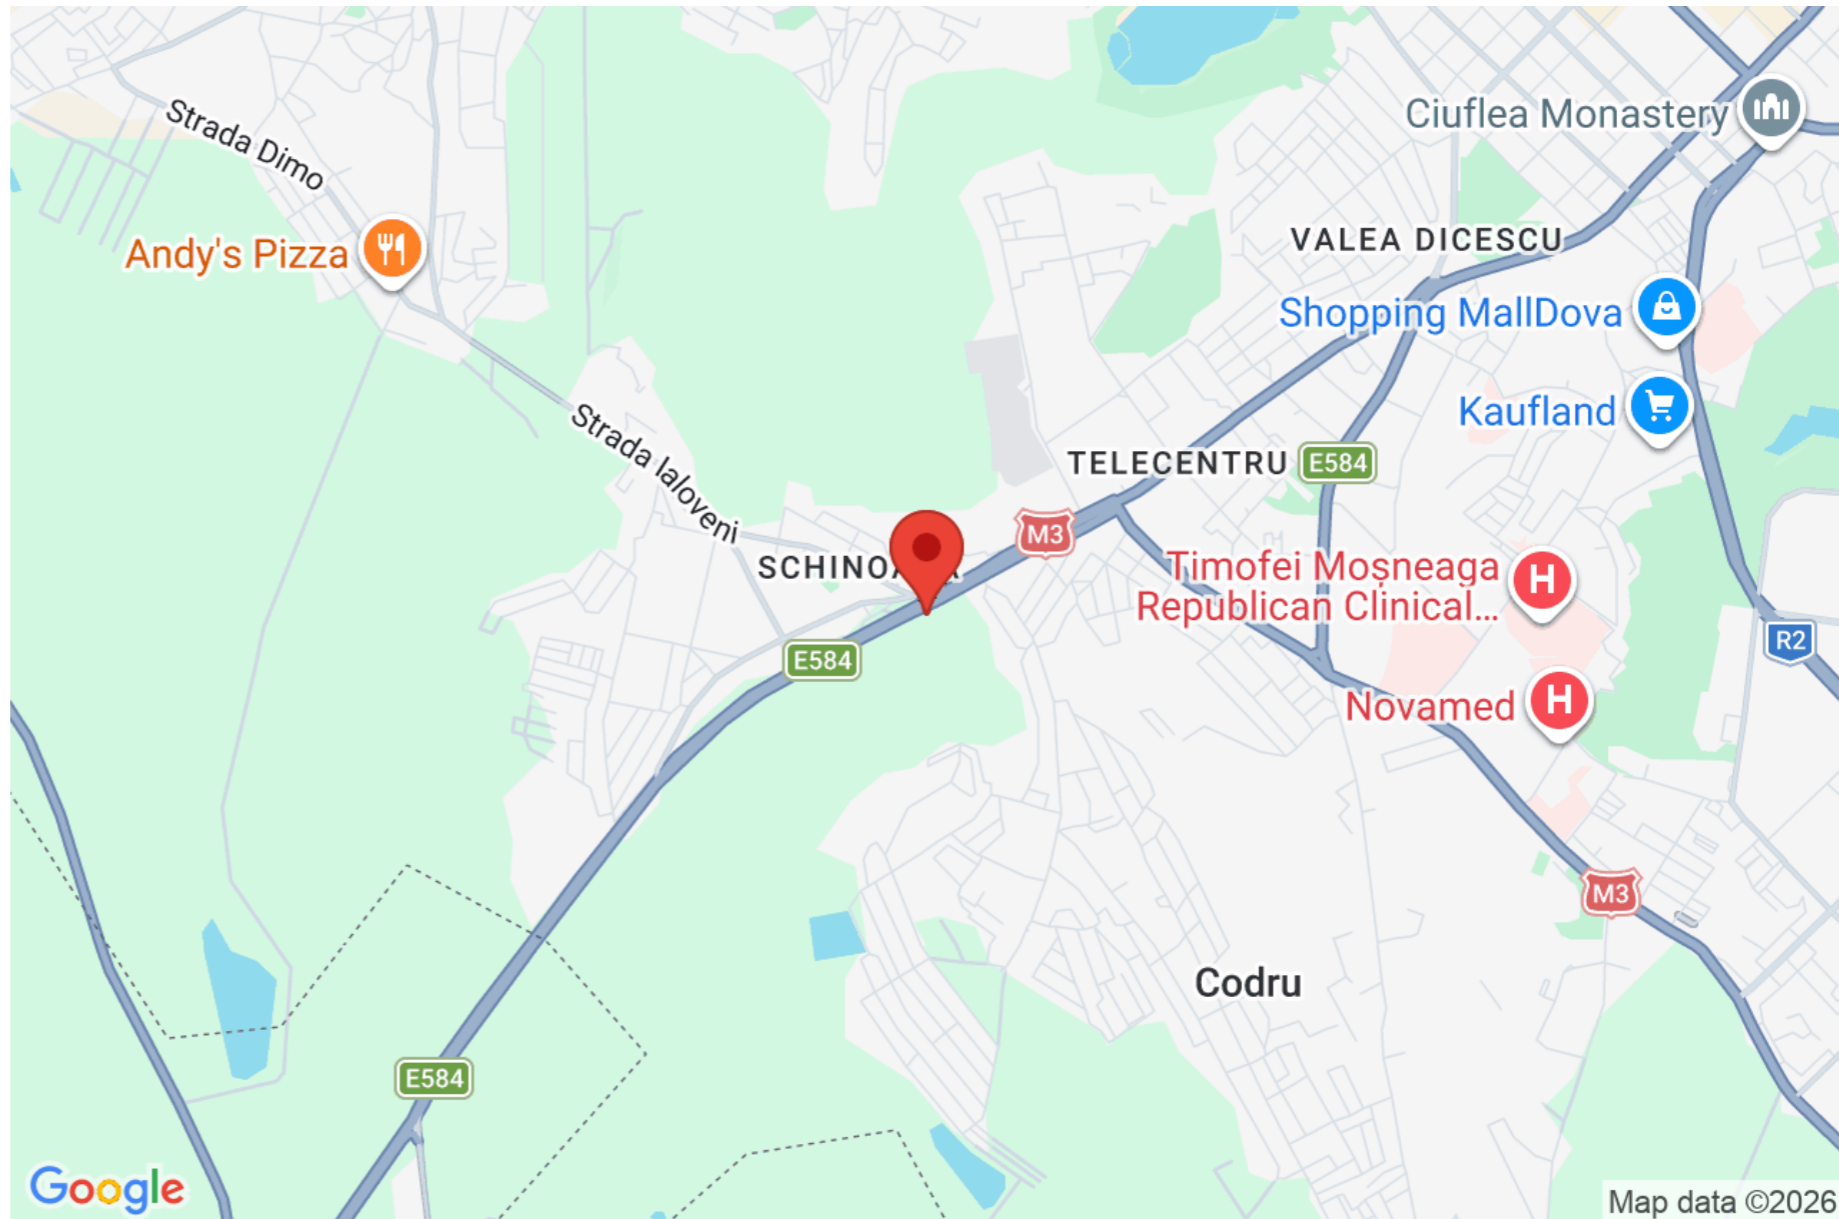 Ciuflea Monastery
Strada Dimo
Andy's Pizza
VALEA DICESCU
Shopping MallDova
Kaufland
Strada Ialoveni
TELECENTRU
E584
M3
SCHINOA
Timofei Moșneaga
Republican Clinical...
R2
E584
Novamed
M3
Codru
E584
Google
Map data ©2026